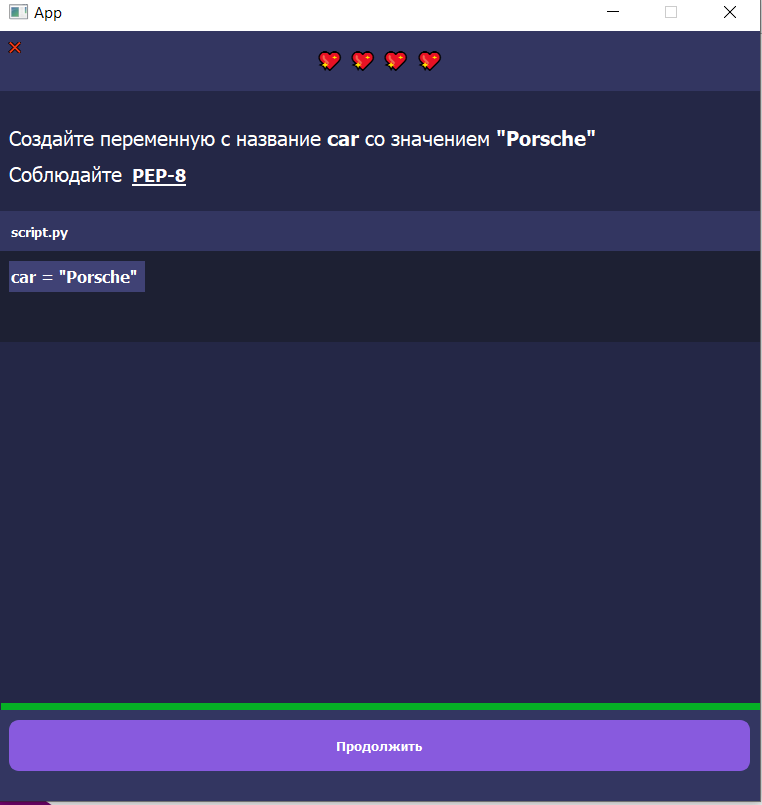 App
Создайте переменную с название car со значением "Porsche"
Соблюдайте PEP-8
script.py
car = "Porsche"
Продолжить